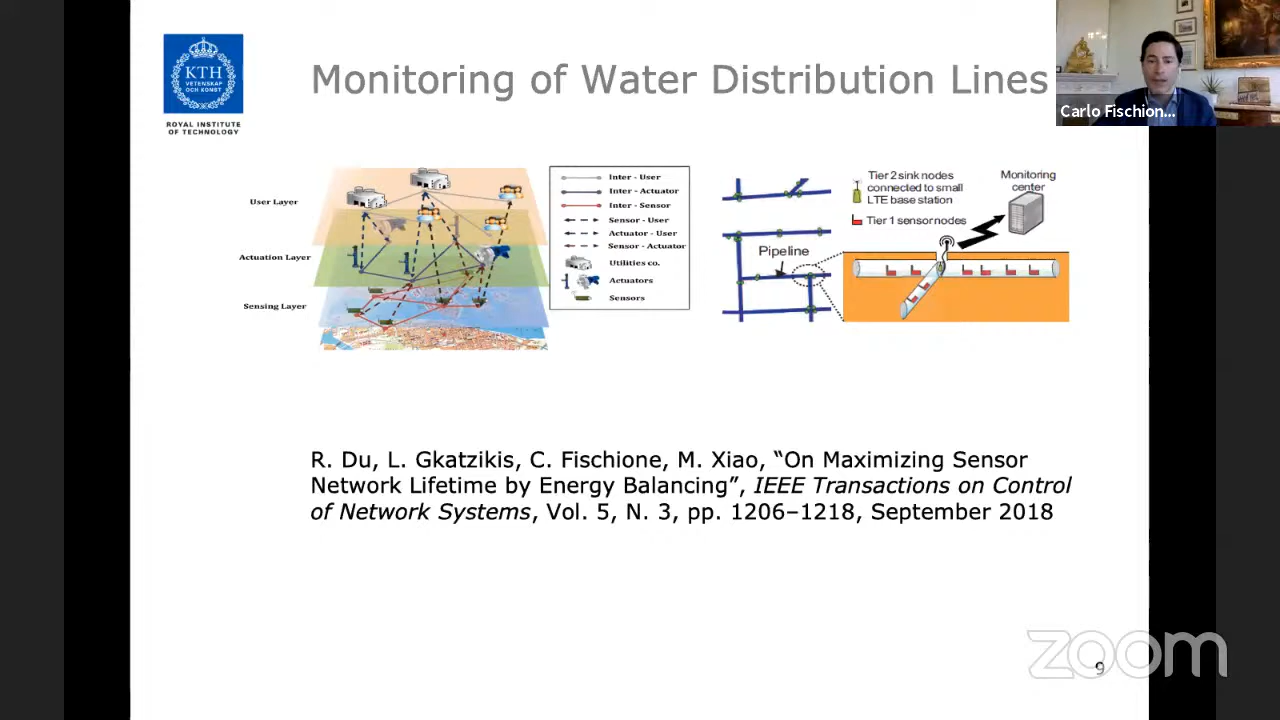 KTH
VETENSKAP
OCH KONST
ROYAL INSTITUTE
OF TECHNOLOGY
Monitoring of Water Distribution Lines
Carlo Fischion...
User Layer
Actuation Layer
Sensing Layer
Inter - User
Inter - Actuator
Inter - Sensor
Sensor - User
Actuator - User
Sensor - Actuator
Utilities co.
Actuators
Sensors
Pipeline
Tier 2 sink nodes
connected to small
LTE base station
Tier 1 sensor nodes
Monitoring
center
R. Du, L. Gkatzikis, C. Fischione, M. Xiao, “On Maximizing Sensor
Network Lifetime by Energy Balancing”, IEEE Transactions on Control
of Network Systems, Vol. 5, N. 3, pp. 1206–1218, September 2018
zoom
9